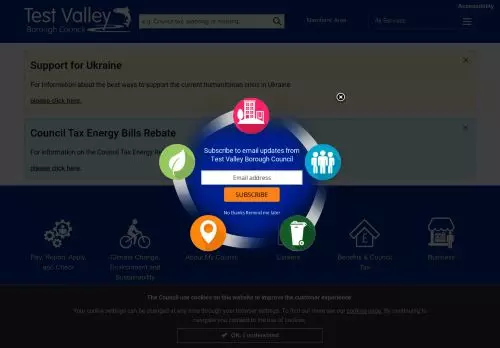 Accessibility
Test Valley
Borough Council
e.g. Council tax, planning or housing
Members' Area
All Services
Support for Ukraine
For information about the best ways to support the current humanitarian crisis in Ukraine
please click here.
Council Tax Energy Bills Rebate
For information on the Council Tax Energy Re
please click here.
Subscribe to email updates from
Test Valley Borough Council
Email address
SUBSCRIBE
No thanks Remind me later
Pay, Report, Apply,
and Check
Climate Change,
Environment and
Sustainability
About My Council
Careers
Benefits & Council
Tax
Business
The Council use cookies on this website to improve the customer experience
Your cookie settings can be changed at any time through your browser settings. To find our more see our cookies page. By continuing to
navigate you consent to the use of cookies.
OK, I understand